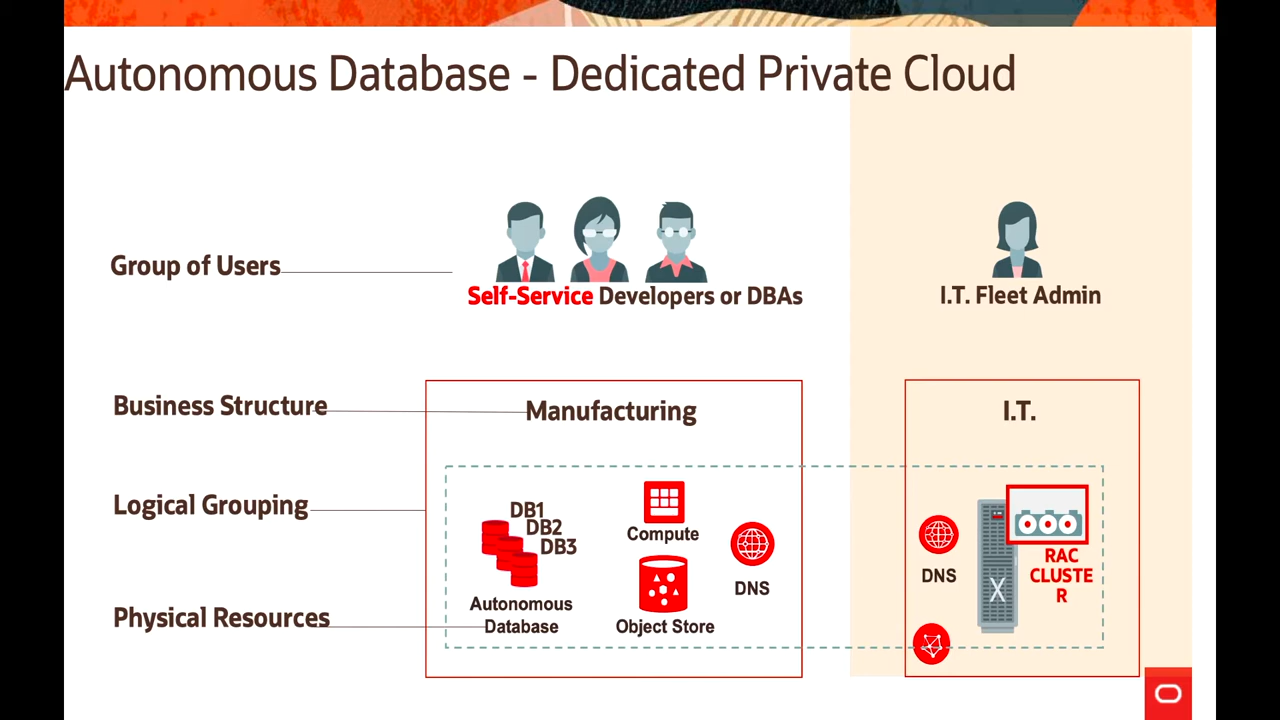 Autonomous Database - Dedicated Private Cloud
Group of Users
Self-Service Developers or DBAs
I.T. Fleet Admin
Business Structure
Manufacturing
I.T.
Logical Grouping
DB1
DB2
DB3
Autonomous
Database
Compute
Object Store
DNS
DNS
X
RAC
CLUSTE
R
Physical Resources